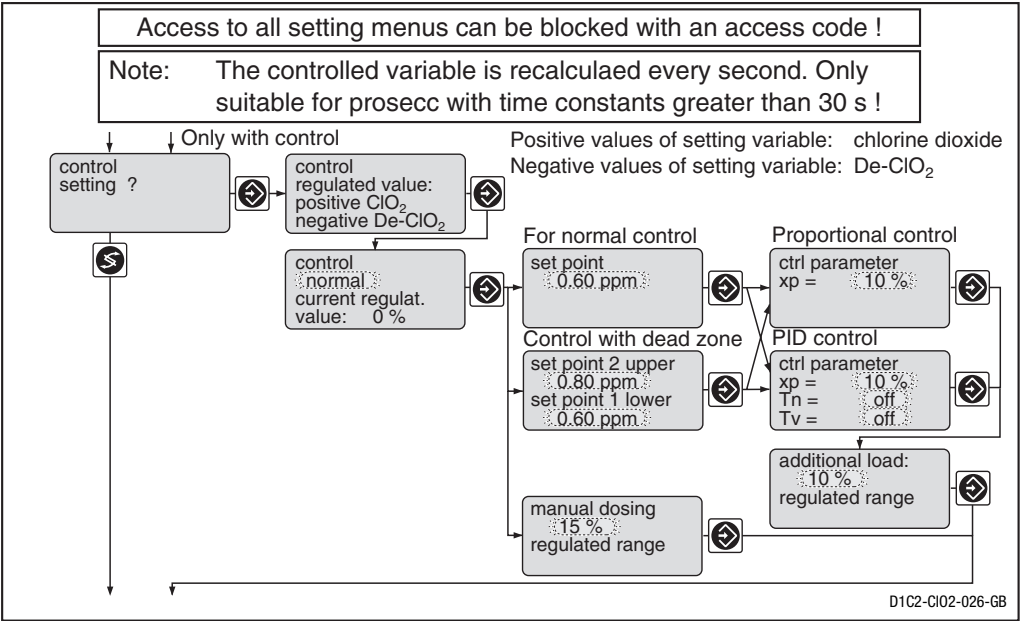 Access to all setting menus can be blocked with an access code !
Note: The controlled variable is recalculaed every second. Only
suitable for prosecc with time constants greater than 30 s !
Only with control
Positive values of setting variable: chlorine dioxide
Negative values of setting variable: De-ClO₂
control
setting ?
control
regulated value:
positive ClO₂
negative De-ClO₂
control
normal
current regulat.
value: 0 %
For normal control
set point
0.60 ppm
Proportional control
ctrl parameter
xp = 10 %
Control with dead zone
set point 2 upper
0.80 ppm
set point 1 lower
0.60 ppm
PID control
ctrl parameter
xp = 10 %
Tn = off
Tv = off
additional load:
10 %
regulated range
manual dosing
15 %
regulated range
D1C2-ClO2-026-GB